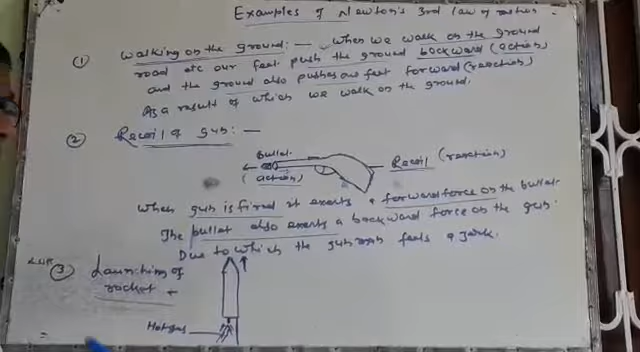 Examples of Newton's 3rd law of motion.
① Walking on the ground:— When we walk on the ground
road etc our feet push the ground backward (action)
and the ground also pushes our feet forward (reaction)
As a result of which we walk on the ground.
② Recoil of gun:—
Bullet
(action)
Recoil (reaction)
When gun is fired it exerts a forward force on the bullet.
The bullet also exerts a backward force on the gun.
Due to which the gunman feels a jerk.
③ Launching of
rocket
Hot gas